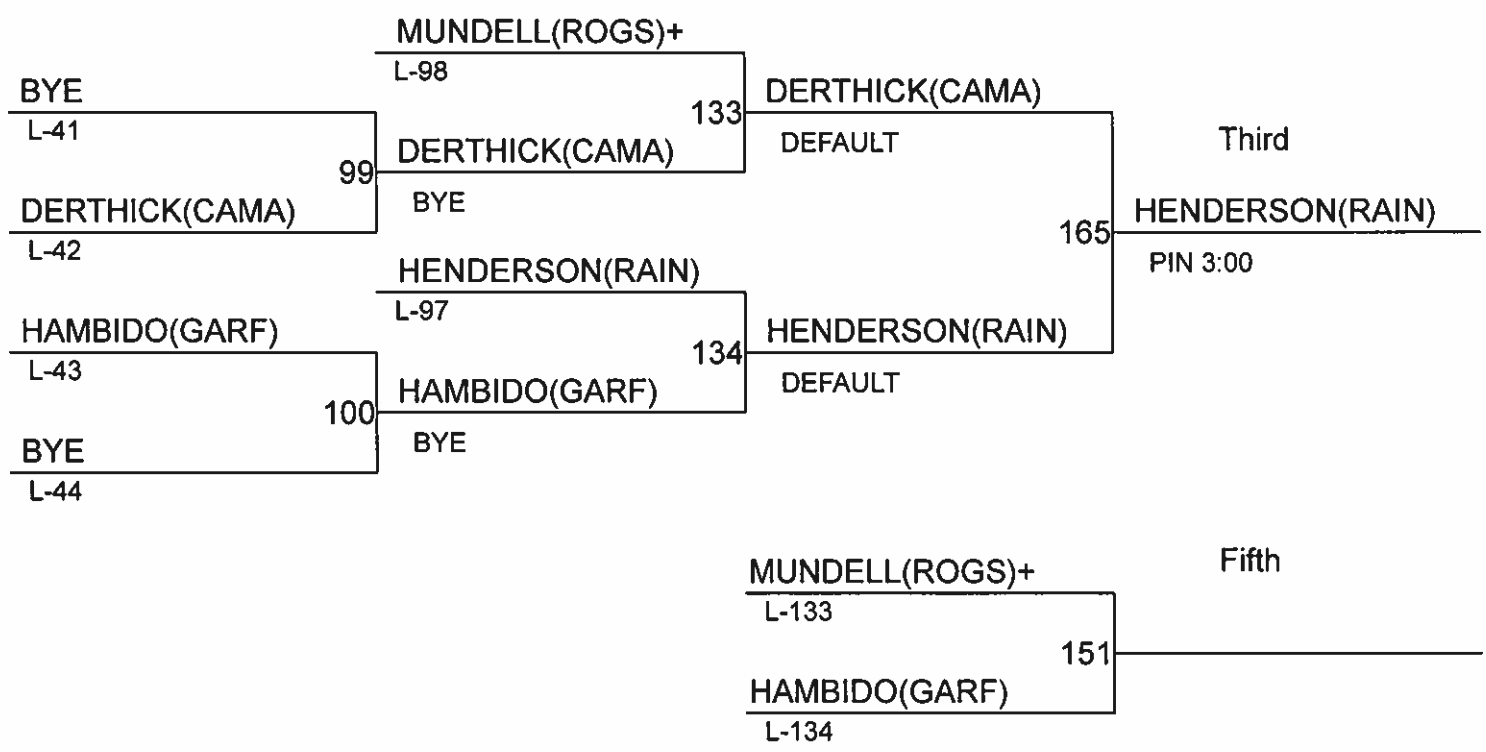 MUNDELL(ROGS)+
L-98
BYE
L-41
133
DERTHICK(CAMA)
DEFAULT
Third
99
DERTHICK(CAMA)
BYE
DERTHICK(CAMA)
L-42
165
HENDERSON(RAIN)
PIN 3:00
HENDERSON(RAIN)
L-97
HAMBIDO(GARF)
L-43
134
HENDERSON(RAIN)
DEFAULT
100
HAMBIDO(GARF)
BYE
BYE
L-44
Fifth
MUNDELL(ROGS)+
L-133
151
HAMBIDO(GARF)
L-134